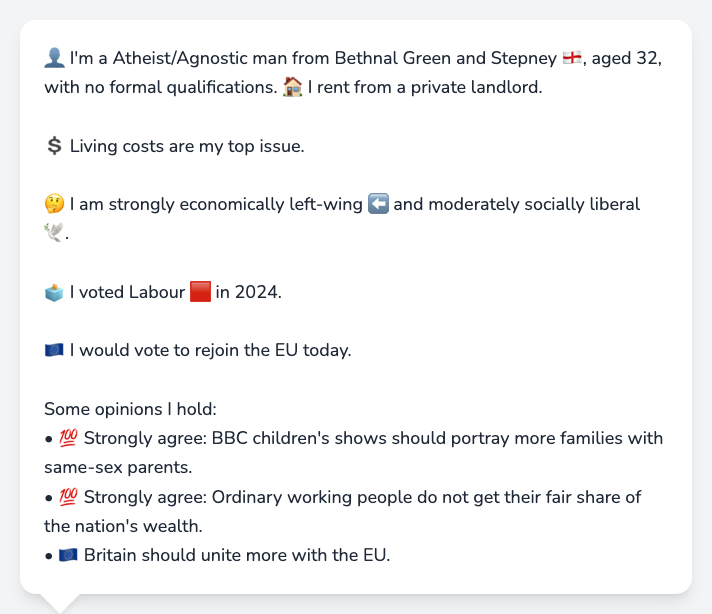 👤 I'm a Atheist/Agnostic man from Bethnal Green and Stepney 🏴󠁧󠁢󠁥󠁮󠁧󠁿, aged 32,
with no formal qualifications. 🏠 I rent from a private landlord.
💲 Living costs are my top issue.
🤔 I am strongly economically left-wing ⬅️ and moderately socially liberal
🕊️.
🗳️ I voted Labour 🟥 in 2024.
🇪🇺 I would vote to rejoin the EU today.
Some opinions I hold:
• 💯 Strongly agree: BBC children's shows should portray more families with
same-sex parents.
• 💯 Strongly agree: Ordinary working people do not get their fair share of
the nation's wealth.
• 🇪🇺 Britain should unite more with the EU.